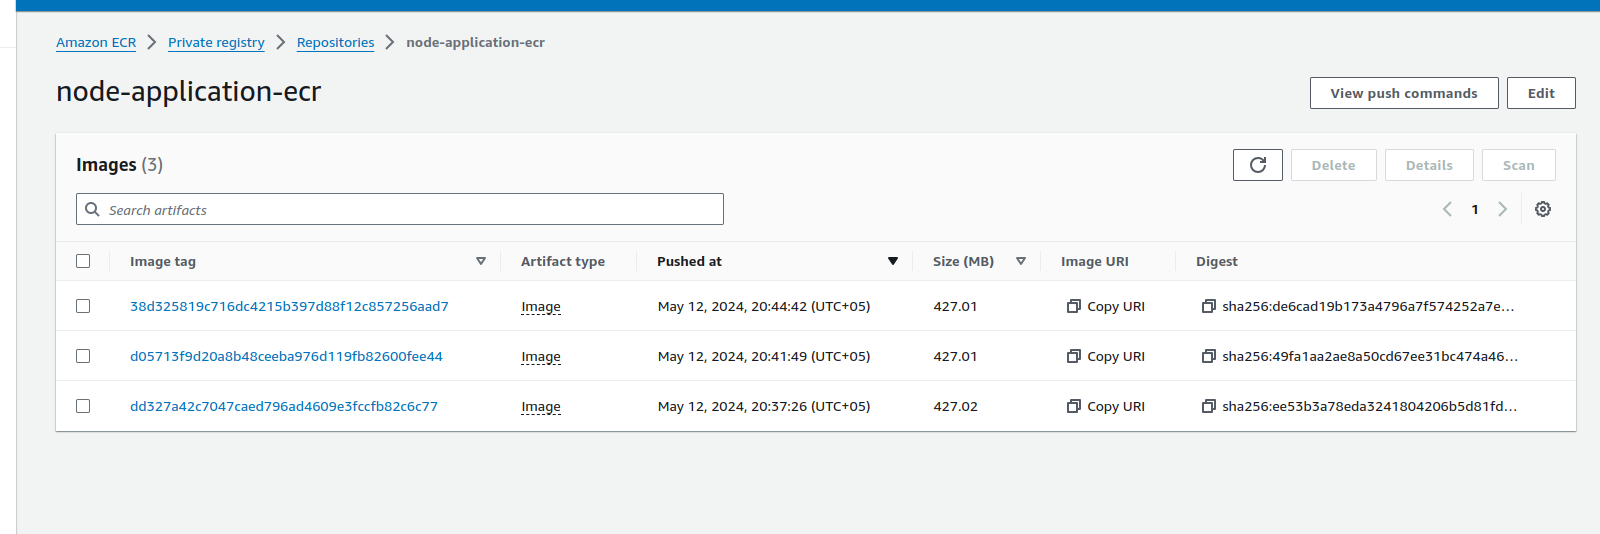 Amazon ECR > Private registry > Repositories > node-application-ecr
node-application-ecr
View push commands Edit
Images (3)
Delete Details Scan
Search artifacts
1
Image tag Artifact type Pushed at Size (MB) Image URI Digest
38d325819c716dc4215b397d88f12c857256aad7 Image May 12, 2024, 20:44:42 (UTC+05) 427.01 Copy URI sha256:de6cad19b173a4796a7f574252a7e...
d05713f9d20a8b48ceeba976d119fb82600fee44 Image May 12, 2024, 20:41:49 (UTC+05) 427.01 Copy URI sha256:49fa1aa2ae8a50cd67ee31bc474a46...
dd327a42c7047caed796ad4609e3fccfb82c6c77 Image May 12, 2024, 20:37:26 (UTC+05) 427.02 Copy URI sha256:ee53b3a78eda3241804206b5d81fd...